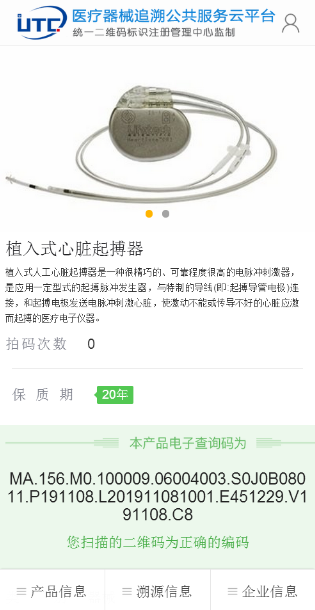 UTC 医疗器械追溯公共服务云平台
統一二维码标识注册管理中心监制
植入式心脏起搏器
植入式人工心脏起搏器是一种很精巧的、可靠程度很高的电脉冲刺激器，
是应用一定型式的起搏脉冲发生器，与特制的导线(即:起搏导管电极)连
接，和起搏电极发送电脉冲刺激心脏，使激动不能或传导不好的心脏应激
而起搏的医疗电子仪器。
拍码次数 0
保 质 期 20年
本产品电子查询码为
MA.156.M0.100009.06004003.S0J0B080
11.P191108.L201911081001.E451229.V1
91108.C8
您扫描的二维码为正确的编码
产品信息 溯源信息 企业信息